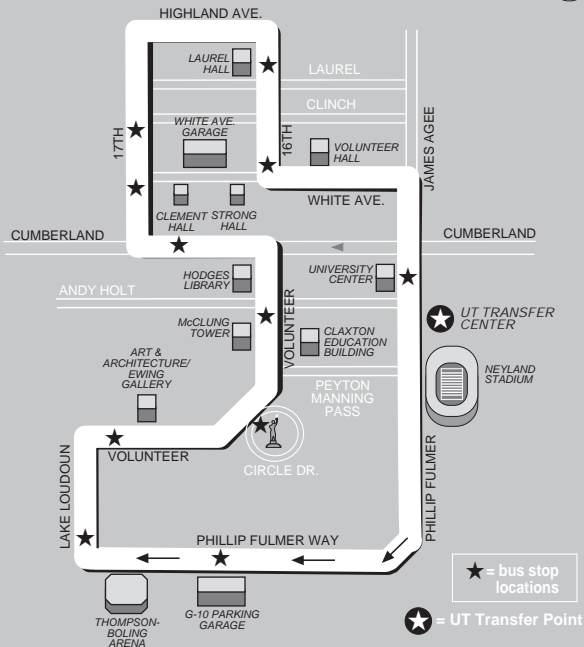 HIGHLAND AVE.
LAUREL
HALL
LAUREL
CLINCH
WHITE AVE.
GARAGE
17TH
16TH
VOLUNTEER
HALL
JAMES AGEE
WHITE AVE.
CLEMENT
HALL
STRONG
HALL
CUMBERLAND
CUMBERLAND
HODGES
LIBRARY
UNIVERSITY
CENTER
ANDY HOLT
VOLUNTEER
UT TRANSFER
CENTER
McCLUNG
TOWER
CLAXTON
EDUCATION
BUILDING
ART &
ARCHITECTURE/
EWING
GALLERY
NEYLAND
STADIUM
PEYTON
MANNING
PASS
VOLUNTEER
CIRCLE DR.
LAKE LOUDOUN
PHILLIP FULMER
PHILLIP FULMER WAY
= bus stop
locations
THOMPSON-
BOLING
ARENA
G-10 PARKING
GARAGE
= UT Transfer Point